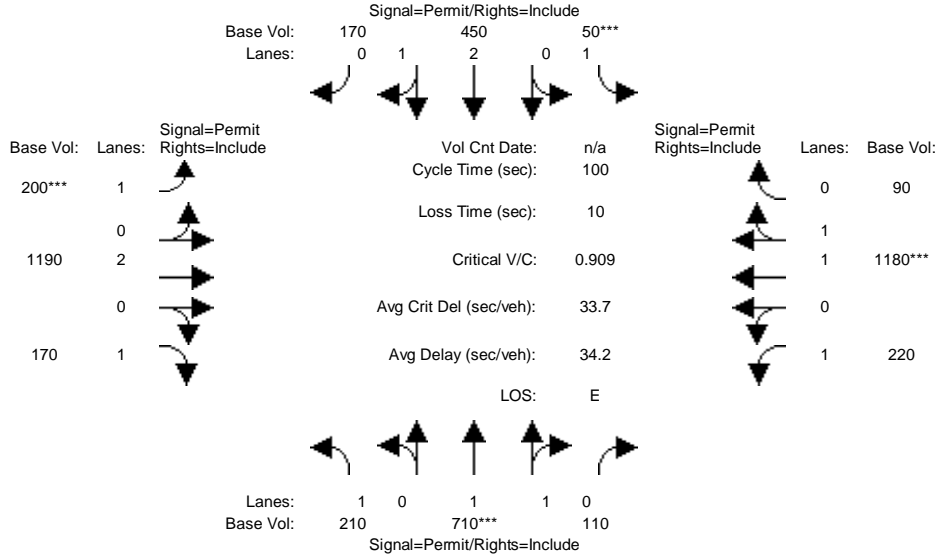 Signal=Permit/Rights=Include
Base Vol: 170 450 50***
Lanes: 0 1 2 0 1
Signal=Permit
Rights=Include
Base Vol: Lanes:
200*** 1
0
1190 2
0
170 1
Vol Cnt Date: n/a
Cycle Time (sec): 100
Loss Time (sec): 10
Critical V/C: 0.909
Avg Crit Del (sec/veh): 33.7
Avg Delay (sec/veh): 34.2
LOS: E
Signal=Permit
Rights=Include
Lanes: Base Vol:
0 90
1
1 1180***
0
1 220
Lanes: 1 0 1 1 0
Base Vol: 210 710*** 110
Signal=Permit/Rights=Include